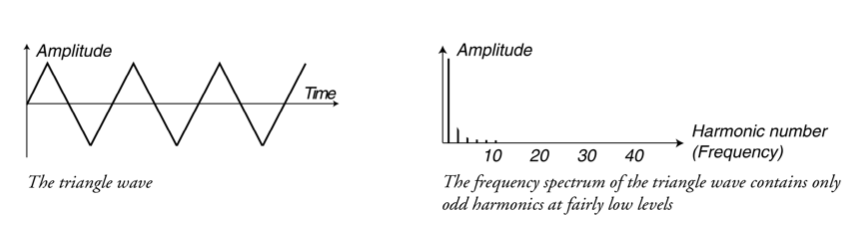 Amplitude
Time
The triangle wave
Amplitude
Harmonic number
(Frequency)
10 20 30 40
The frequency spectrum of the triangle wave contains only
odd harmonics at fairly low levels